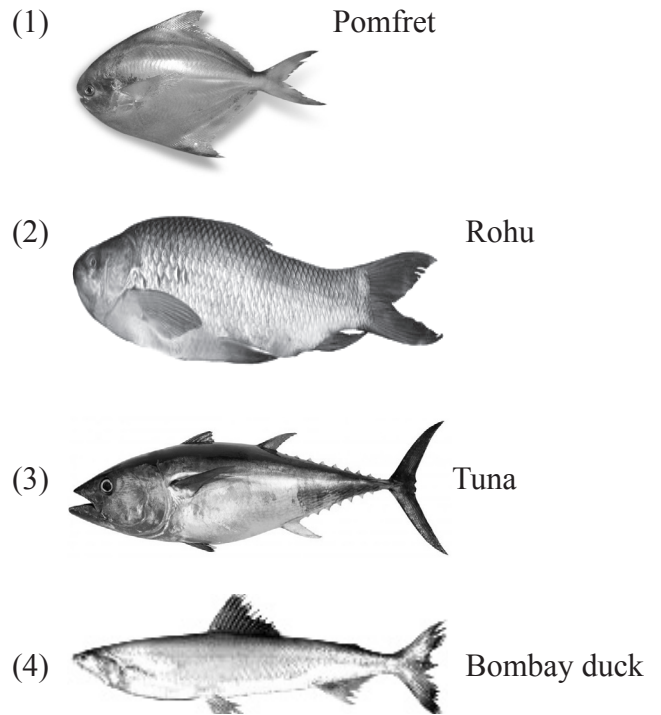 (1) Pomfret
(2) Rohu
(3) Tuna
(4) Bombay duck